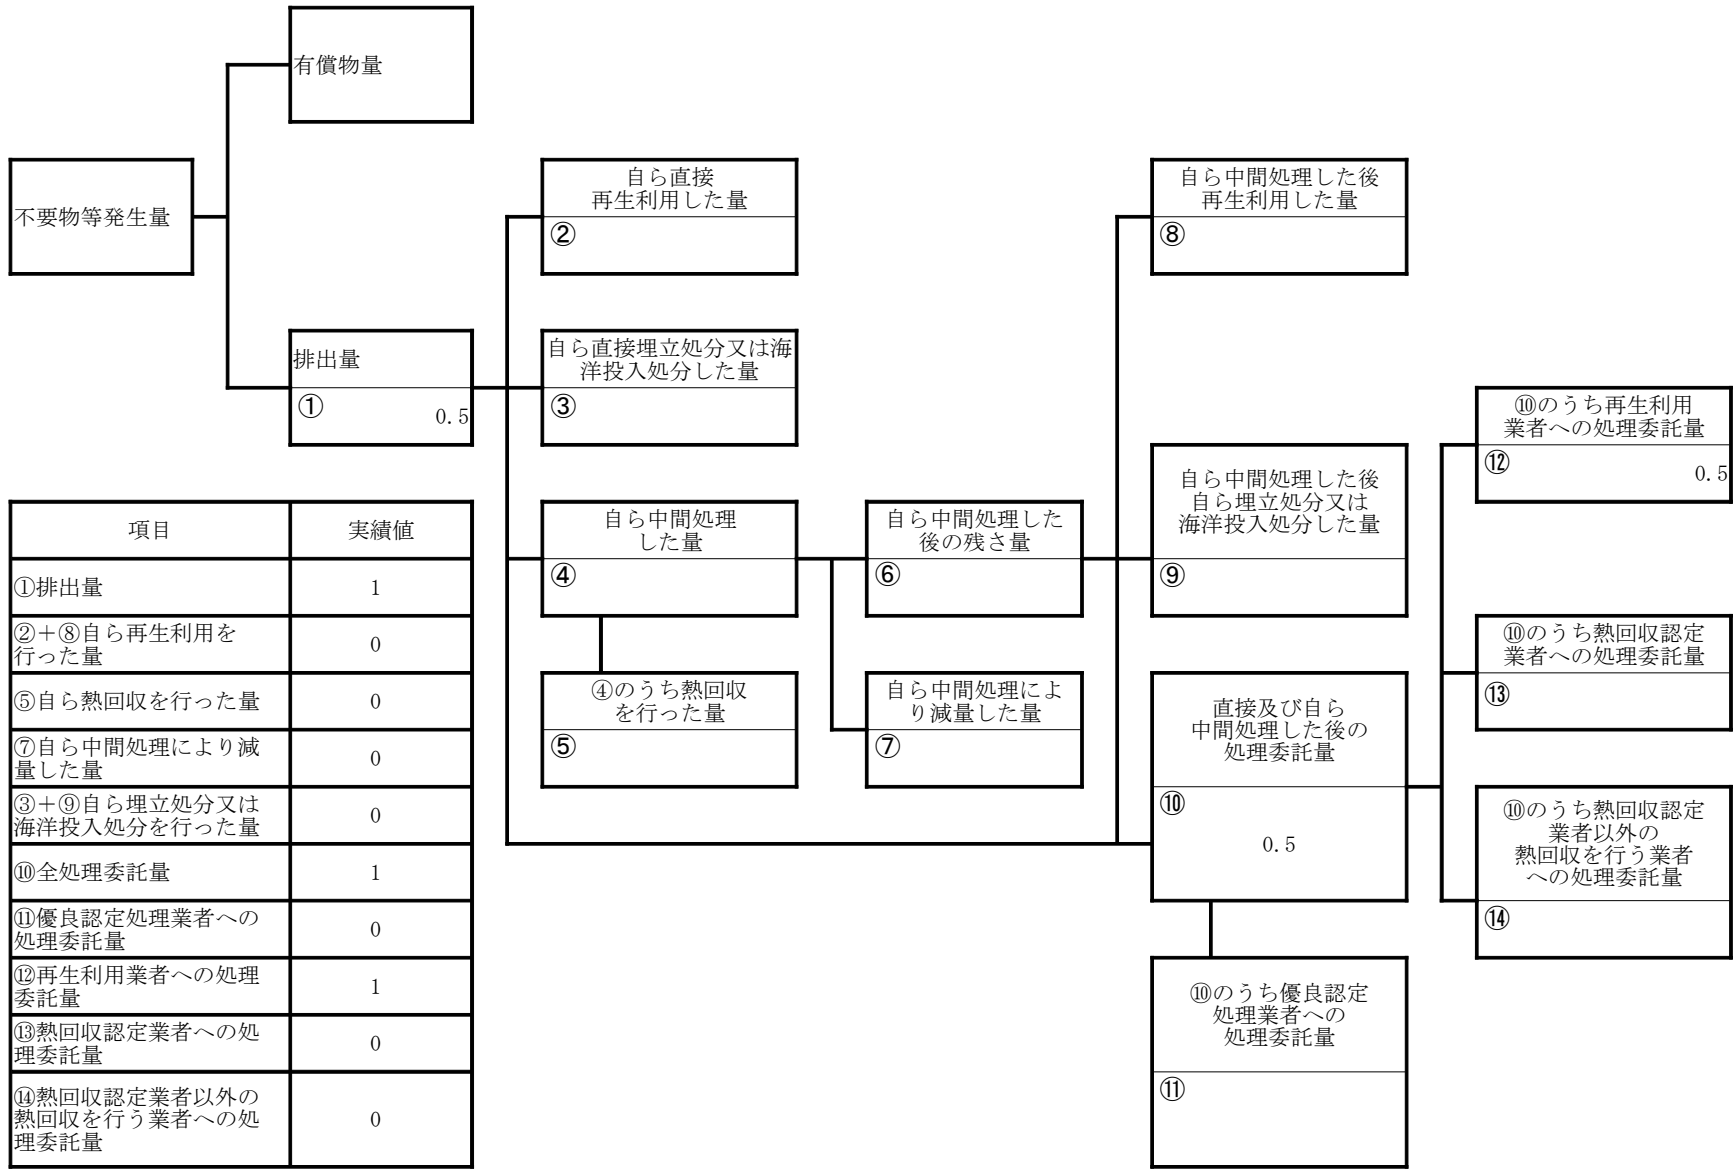 有償物量
不要物等発生量
自ら直接
再生利用した量
②
自ら中間処理した後
再生利用した量
⑧
排出量
①
0.5
自ら直接埋立処分又は海
洋投入処分した量
③
⑩のうち再生利用
業者への処理委託量
⑫
0.5
自ら中間処理
した量
④
自ら中間処理した
後の残さ量
⑥
自ら中間処理した後
自ら埋立処分又は
海洋投入処分した量
⑨
⑩のうち熱回収認定
業者への処理委託量
⑬
④のうち熱回収
を行った量
⑤
自ら中間処理によ
り減量した量
⑦
直接及び自ら
中間処理した後の
処理委託量
⑩
0.5
⑩のうち熱回収認定
業者以外の
熱回収を行う業者
への処理委託量
⑭
⑩のうち優良認定
処理業者への
処理委託量
⑪
項目 実績値
①排出量 1
②＋⑧自ら再生利用を
行った量 0
⑤自ら熱回収を行った量 0
⑦自ら中間処理により減
量した量 0
③＋⑨自ら埋立処分又は
海洋投入処分を行った量 0
⑩全処理委託量 1
⑪優良認定処理業者への
処理委託量 0
⑫再生利用業者への処理
委託量 1
⑬熱回収認定業者への処
理委託量 0
⑭熱回収認定業者以外の
熱回収を行う業者への処
理委託量 0